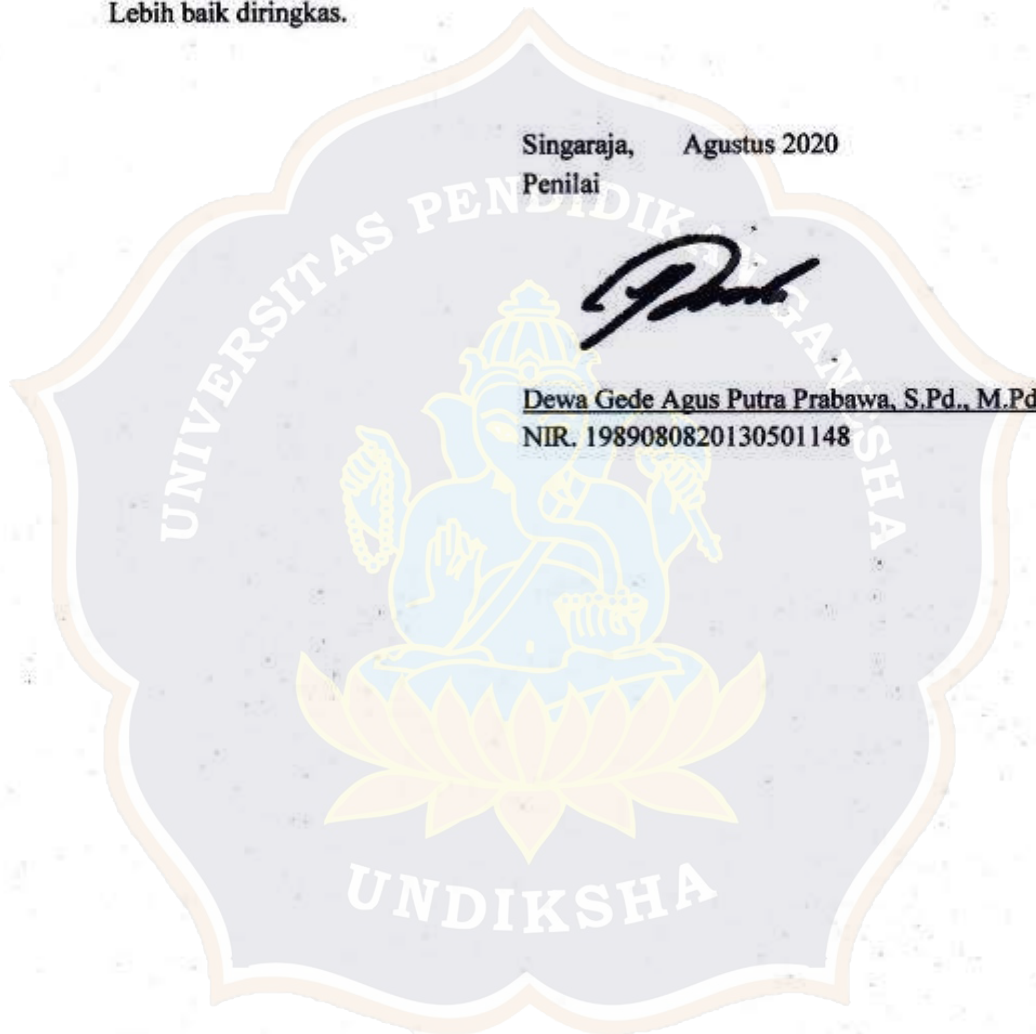 Lebih baik diringkas.
Singaraja, Agustus 2020
Penilai
Dewa Gede Agus Putra Prabawa, S.Pd., M.Pd
NIR. 1989080820130501148
UNIVERSITAS PENDIDIKAN GANESHA
UNDIKSHA